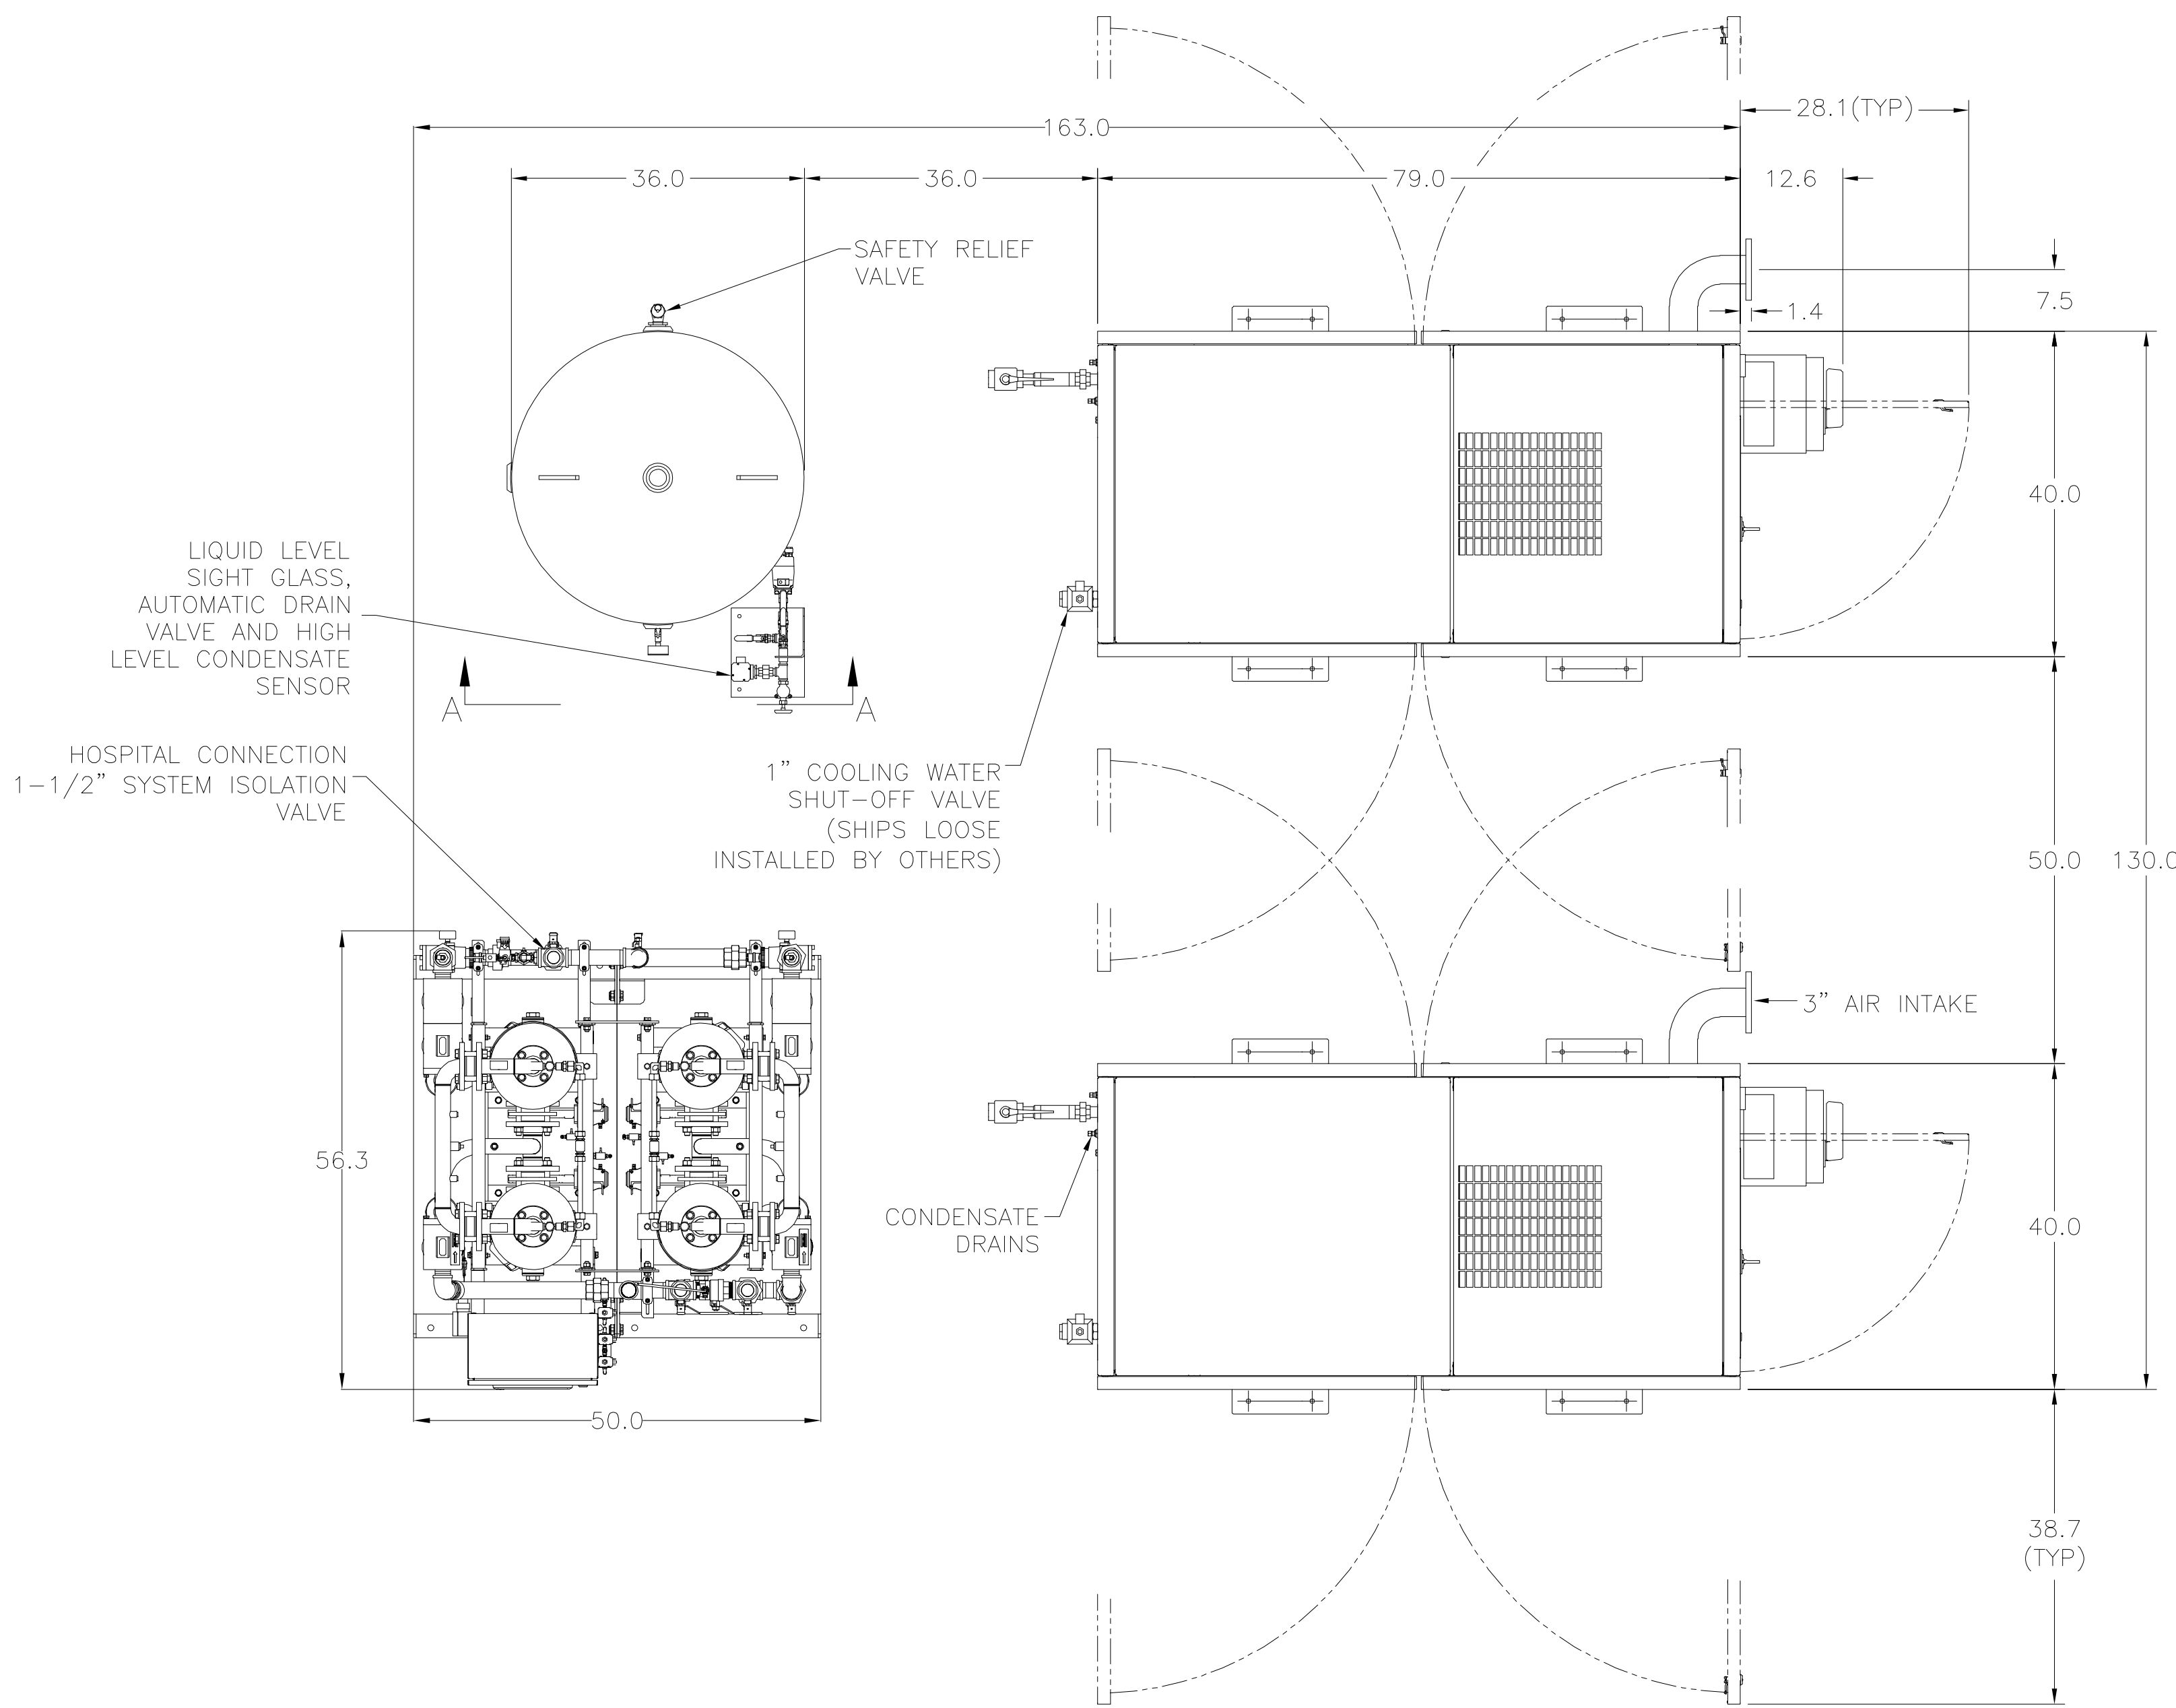 28.1(TYP)
163.0
36.0
36.0
79.0
12.6
SAFETY RELIEF
VALVE
7.5
1.4
40.0
LIQUID LEVEL
SIGHT GLASS,
AUTOMATIC DRAIN
VALVE AND HIGH
LEVEL CONDENSATE
SENSOR
A
A
HOSPITAL CONNECTION
1-1/2" SYSTEM ISOLATION
VALVE
1" COOLING WATER
SHUT-OFF VALVE
(SHIPS LOOSE
INSTALLED BY OTHERS)
50.0
130.0
3" AIR INTAKE
56.3
CONDENSATE
DRAINS
40.0
50.0
38.7
(TYP)